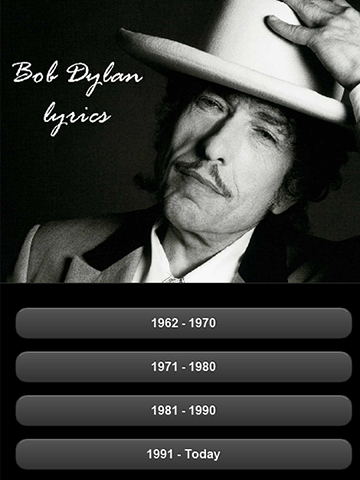 Bob Dylan
lyrics
1962 - 1970
1971 - 1980
1981 - 1990
1991 - Today